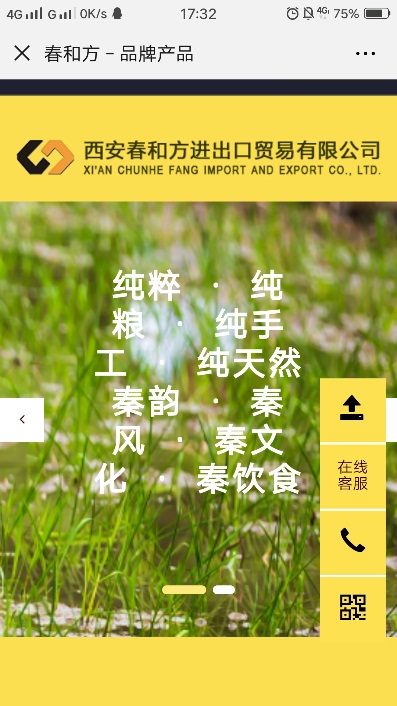 4G G 0K/s 17:32 4G 75%
春和方 – 品牌产品
西安春和方进出口贸易有限公司
XI'AN CHUNHE FANG IMPORT AND EXPORT CO., LTD.
纯粹 · 纯
粮 · 纯手
工 · 纯天然
秦韵 · 秦
风 · 秦文
化 · 秦饮食
在线
客服